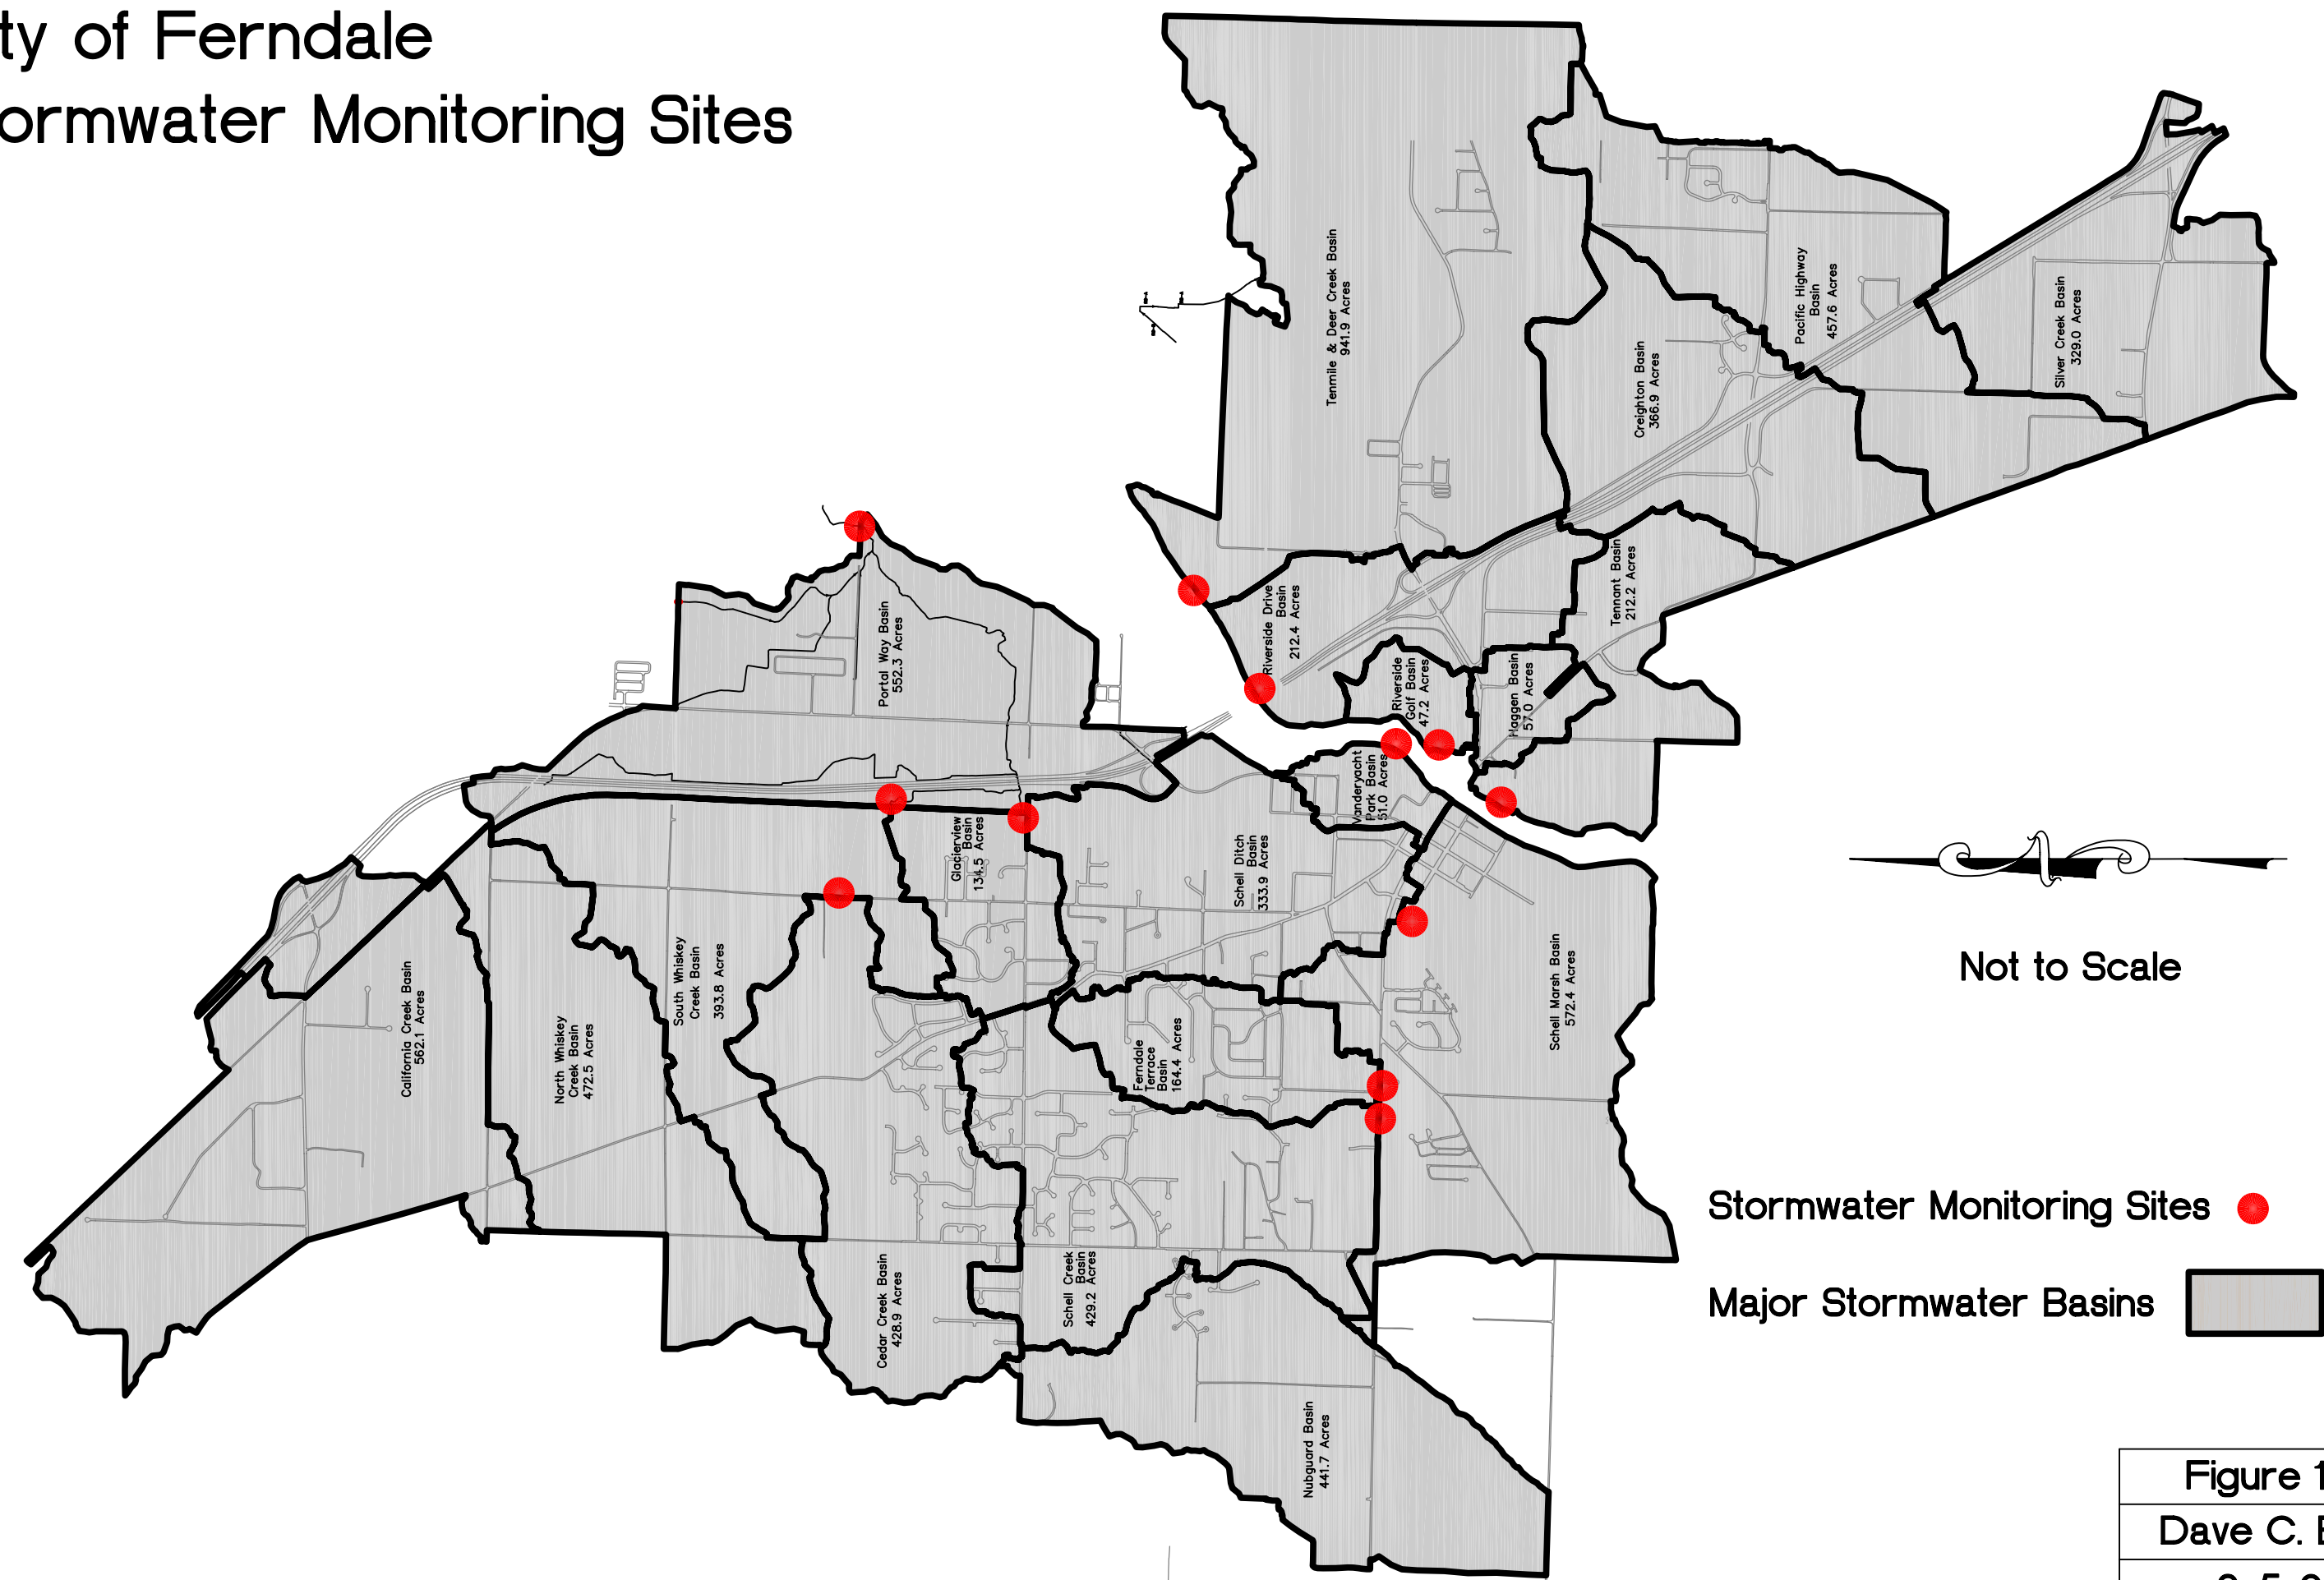 ty of Ferndale
ormwater Monitoring Sites
Tenmile & Deer Creek Basin
941.9 Acres
Pacific Highway
Basin
457.6 Acres
Silver Creek Basin
329.0 Acres
Creighton Basin
366.9 Acres
Tennant Basin
212.2 Acres
Riverside Drive
Basin
212.4 Acres
Riverside
Golf Basin
47.2 Acres
Haggen Basin
57.0 Acres
Portal Way Basin
552.3 Acres
Vanderyacht
Park Basin
51.0 Acres
Glacierview
Basin
134.5 Acres
Schell Ditch
Basin
333.9 Acres
South Whiskey
Creek Basin
393.8 Acres
California Creek Basin
562.1 Acres
North Whiskey
Creek Basin
472.5 Acres
Ferndale
Terrace
Basin
164.4 Acres
Schell Marsh Basin
572.4 Acres
Cedar Creek Basin
428.9 Acres
Schell Creek
Basin
429.2 Acres
Nubguard Basin
441.7 Acres
Not to Scale
Stormwater Monitoring Sites
Major Stormwater Basins
Figure 1
Dave C.